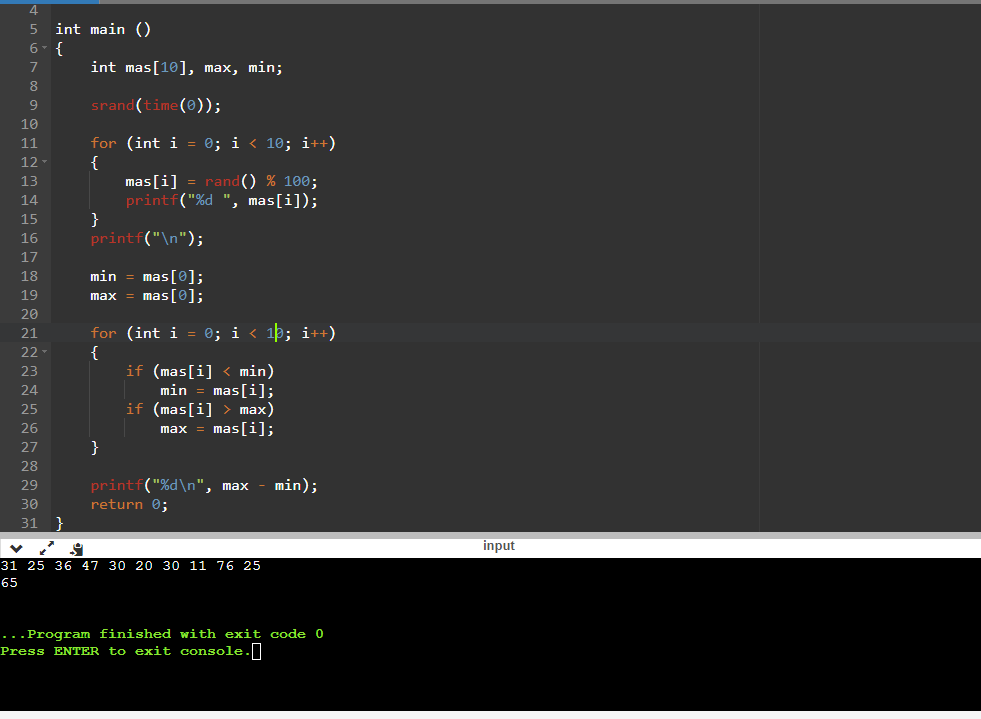 4
5 int main ()
6 {
7     int mas[10], max, min;
8
9     srand(time(0));
10
11     for (int i = 0; i < 10; i++)
12     {
13         mas[i] = rand() % 100;
14         printf("%d ", mas[i]);
15     }
16     printf("\n");
17
18     min = mas[0];
19     max = mas[0];
20
21     for (int i = 0; i < 10; i++)
22     {
23         if (mas[i] < min)
24             min = mas[i];
25         if (mas[i] > max)
26             max = mas[i];
27     }
28
29     printf("%d\n", max - min);
30     return 0;
31 }
input
31 25 36 47 30 20 30 11 76 25
65
...Program finished with exit code 0
Press ENTER to exit console.